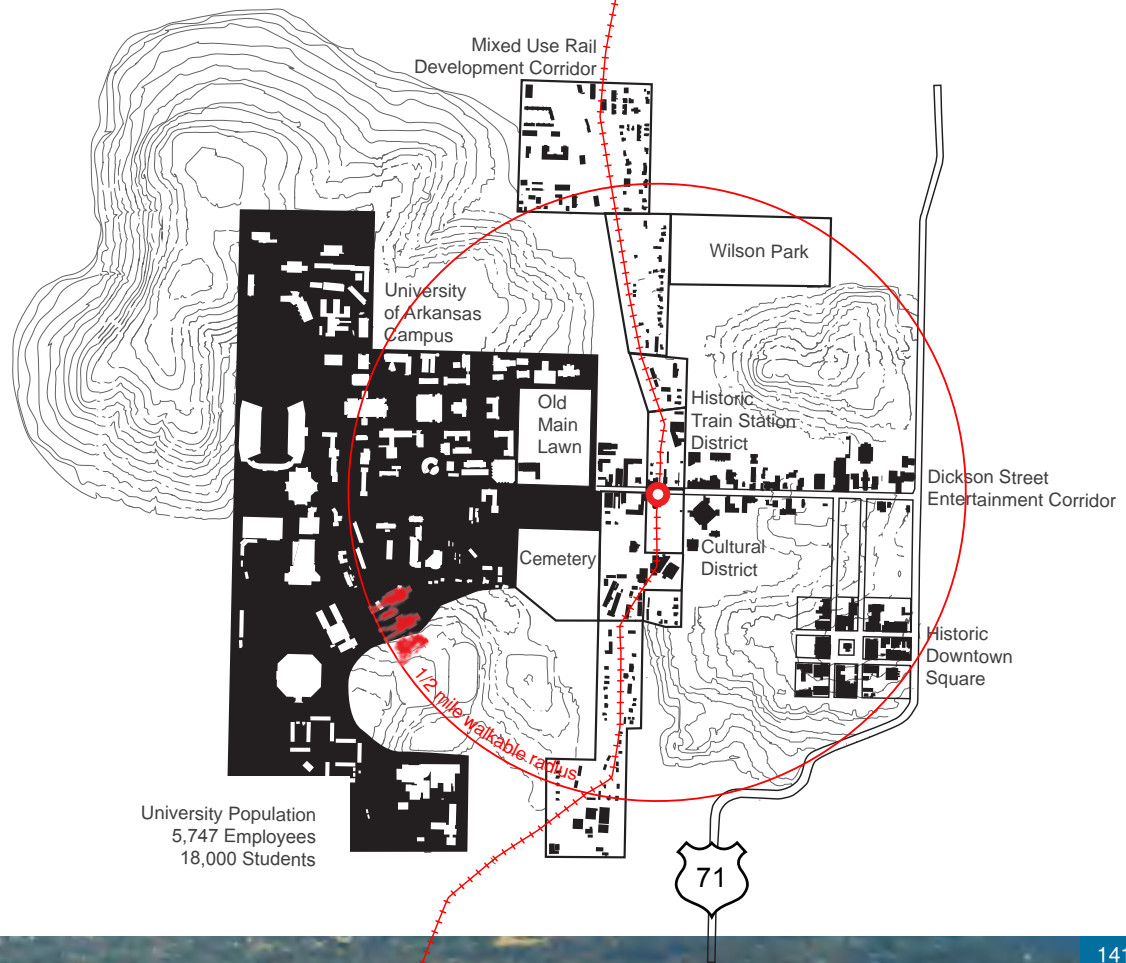 Mixed Use Rail
Development Corridor
Wilson Park
University
of Arkansas
Campus
Old
Main
Lawn
Historic
Train Station
District
Dickson Street
Entertainment Corridor
Cemetery
Cultural
District
Historic
Downtown
Square
1/2 mile walkable radius
University Population
5,747 Employees
18,000 Students
71
141